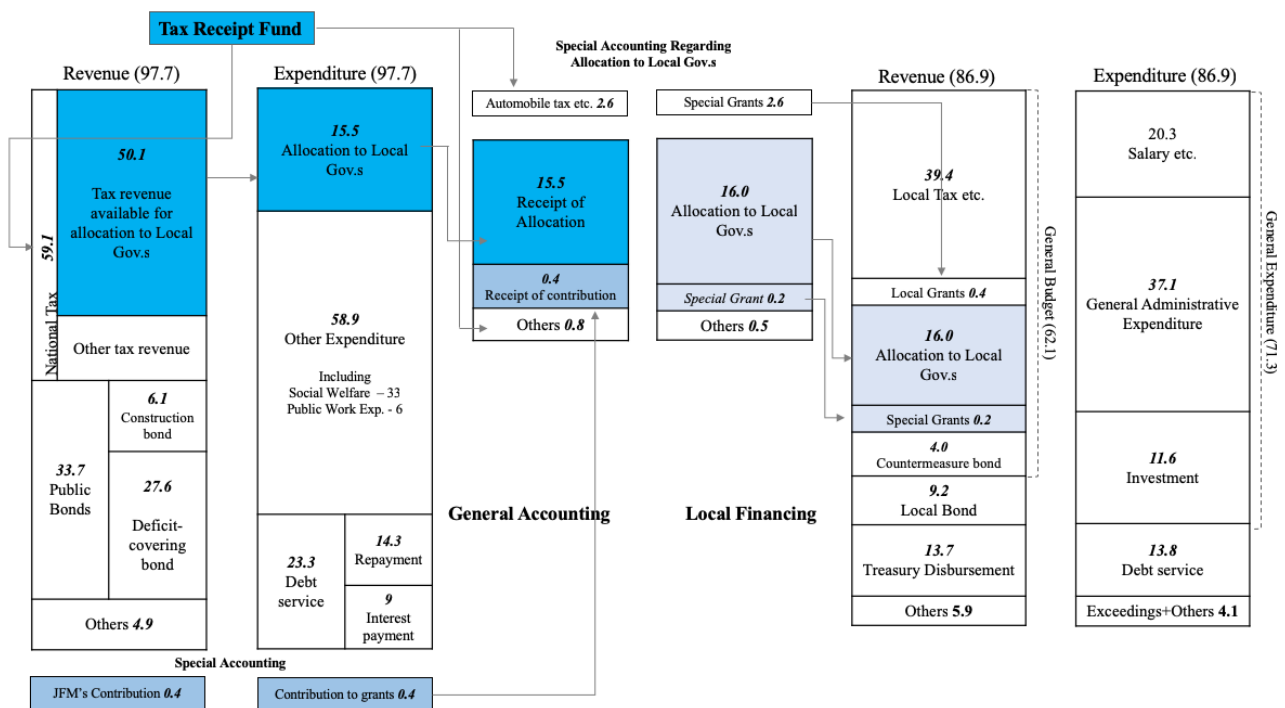 Tax Receipt Fund
Special Accounting Regarding
Allocation to Local Gov.s
Revenue (97.7)
National Tax
59.1
50.1
Tax revenue
available for
allocation to Local
Gov.s
Other tax revenue
33.7
Public
Bonds
6.1
Construction
bond
27.6
Deficit-
covering
bond
Others 4.9
Expenditure (97.7)
15.5
Allocation to Local
Gov.s
58.9
Other Expenditure
Including
Social Welfare – 33
Public Work Exp. - 6
23.3
Debt
service
14.3
Repayment
9
Interest
payment
Special Accounting
JFM's Contribution 0.4
Contribution to grants 0.4
Automobile tax etc. 2.6
15.5
Receipt of
Allocation
0.4
Receipt of contribution
Others 0.8
General Accounting
Special Grants 2.6
16.0
Allocation to Local
Gov.s
Special Grant 0.2
Others 0.5
Local Financing
Revenue (86.9)
39.4
Local Tax etc.
Local Grants 0.4
16.0
Allocation to Local
Gov.s
Special Grants 0.2
4.0
Countermeasure bond
9.2
Local Bond
13.7
Treasury Disbursement
Others 5.9
General Budget (62.1)
Expenditure (86.9)
20.3
Salary etc.
37.1
General Administrative
Expenditure
11.6
Investment
13.8
Debt service
Exceedings+Others 4.1
General Expenditure (71.3)